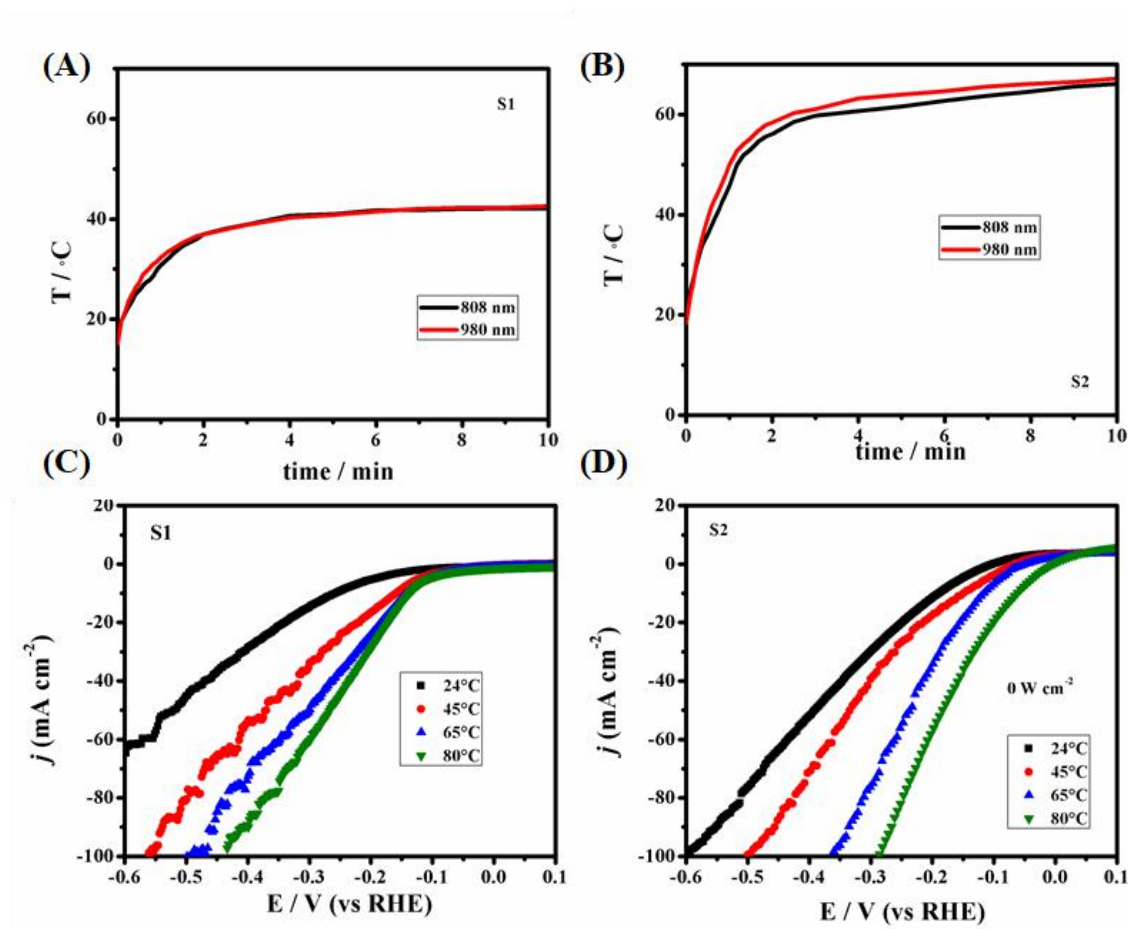 (A)
S1
T / °C
60
40
20
0
808 nm
980 nm
0 2 4 6 8 10
time / min
(B)
60
40
20
0
T / °C
808 nm
980 nm
S2
0 2 4 6 8 10
time / min
(C)
S1
20
0
-20
-40
-60
-80
-100
j (mA cm-2)
24°C
45°C
65°C
80°C
-0.6 -0.5 -0.4 -0.3 -0.2 -0.1 0.0 0.1
E / V (vs RHE)
(D)
S2
20
0
-20
-40
-60
-80
-100
j (mA cm-2)
0 W cm-2
24°C
45°C
65°C
80°C
-0.6 -0.5 -0.4 -0.3 -0.2 -0.1 0.0 0.1
E / V (vs RHE)